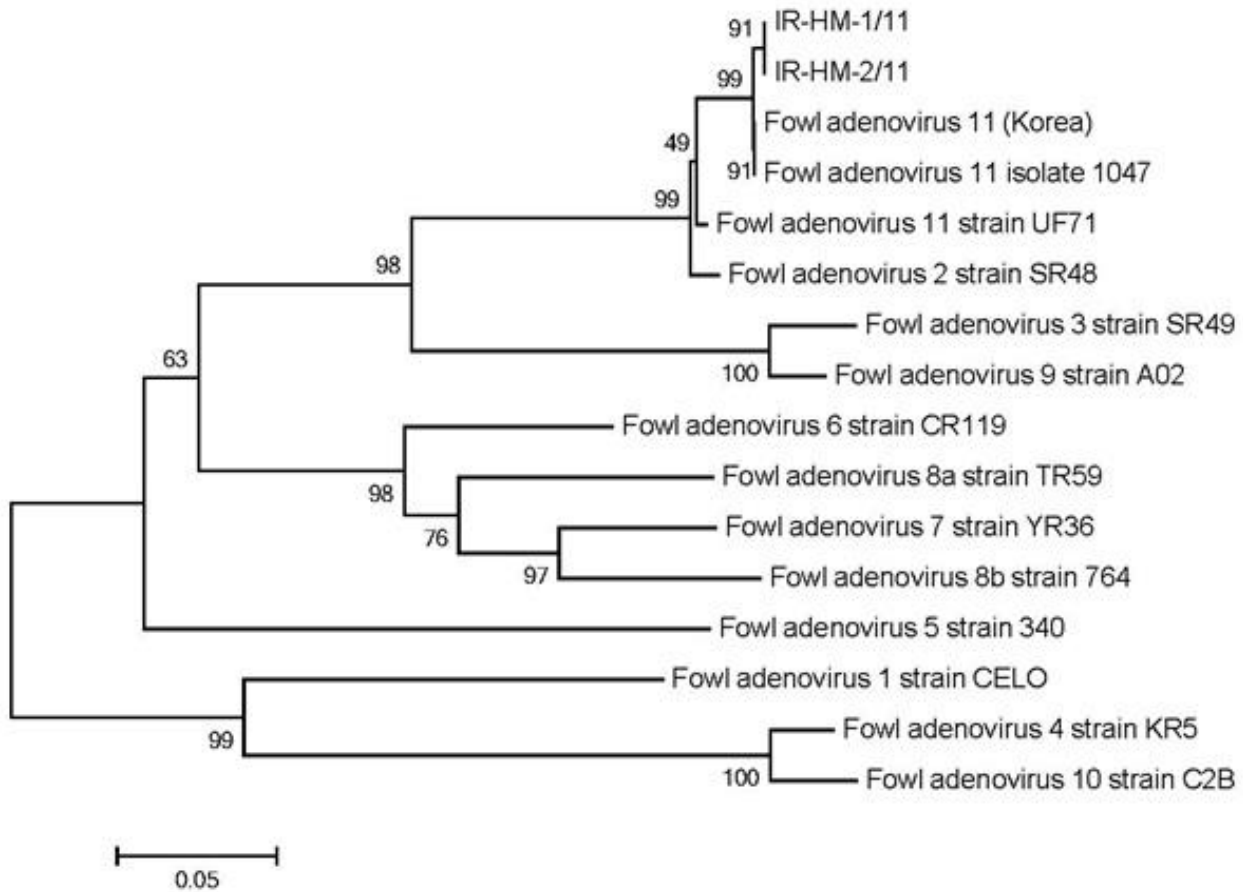 91
IR-HM-1/11
IR-HM-2/11
99
Fowl adenovirus 11 (Korea)
49
91
Fowl adenovirus 11 isolate 1047
99
Fowl adenovirus 11 strain UF71
98
Fowl adenovirus 2 strain SR48
Fowl adenovirus 3 strain SR49
63
100
Fowl adenovirus 9 strain A02
Fowl adenovirus 6 strain CR119
98
Fowl adenovirus 8a strain TR59
76
Fowl adenovirus 7 strain YR36
97
Fowl adenovirus 8b strain 764
Fowl adenovirus 5 strain 340
Fowl adenovirus 1 strain CELO
99
Fowl adenovirus 4 strain KR5
100
Fowl adenovirus 10 strain C2B
0.05